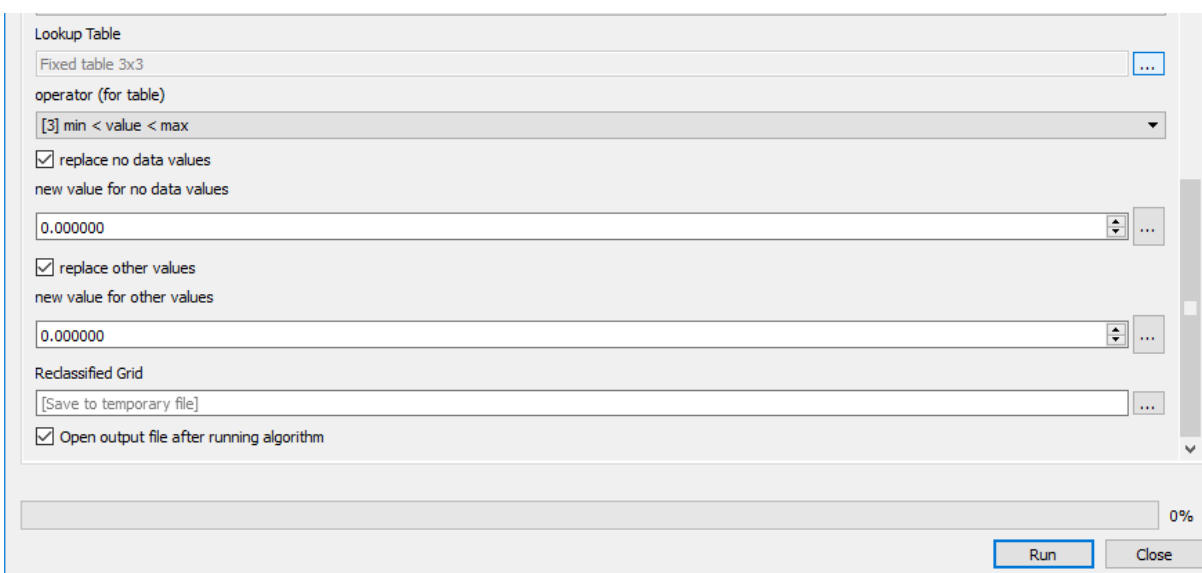 Lookup Table
Fixed table 3x3
...
operator (for table)
[3] min < value < max
replace no data values
new value for no data values
0.000000
...
replace other values
new value for other values
0.000000
...
Reclassified Grid
[Save to temporary file]
...
Open output file after running algorithm
0%
Run Close